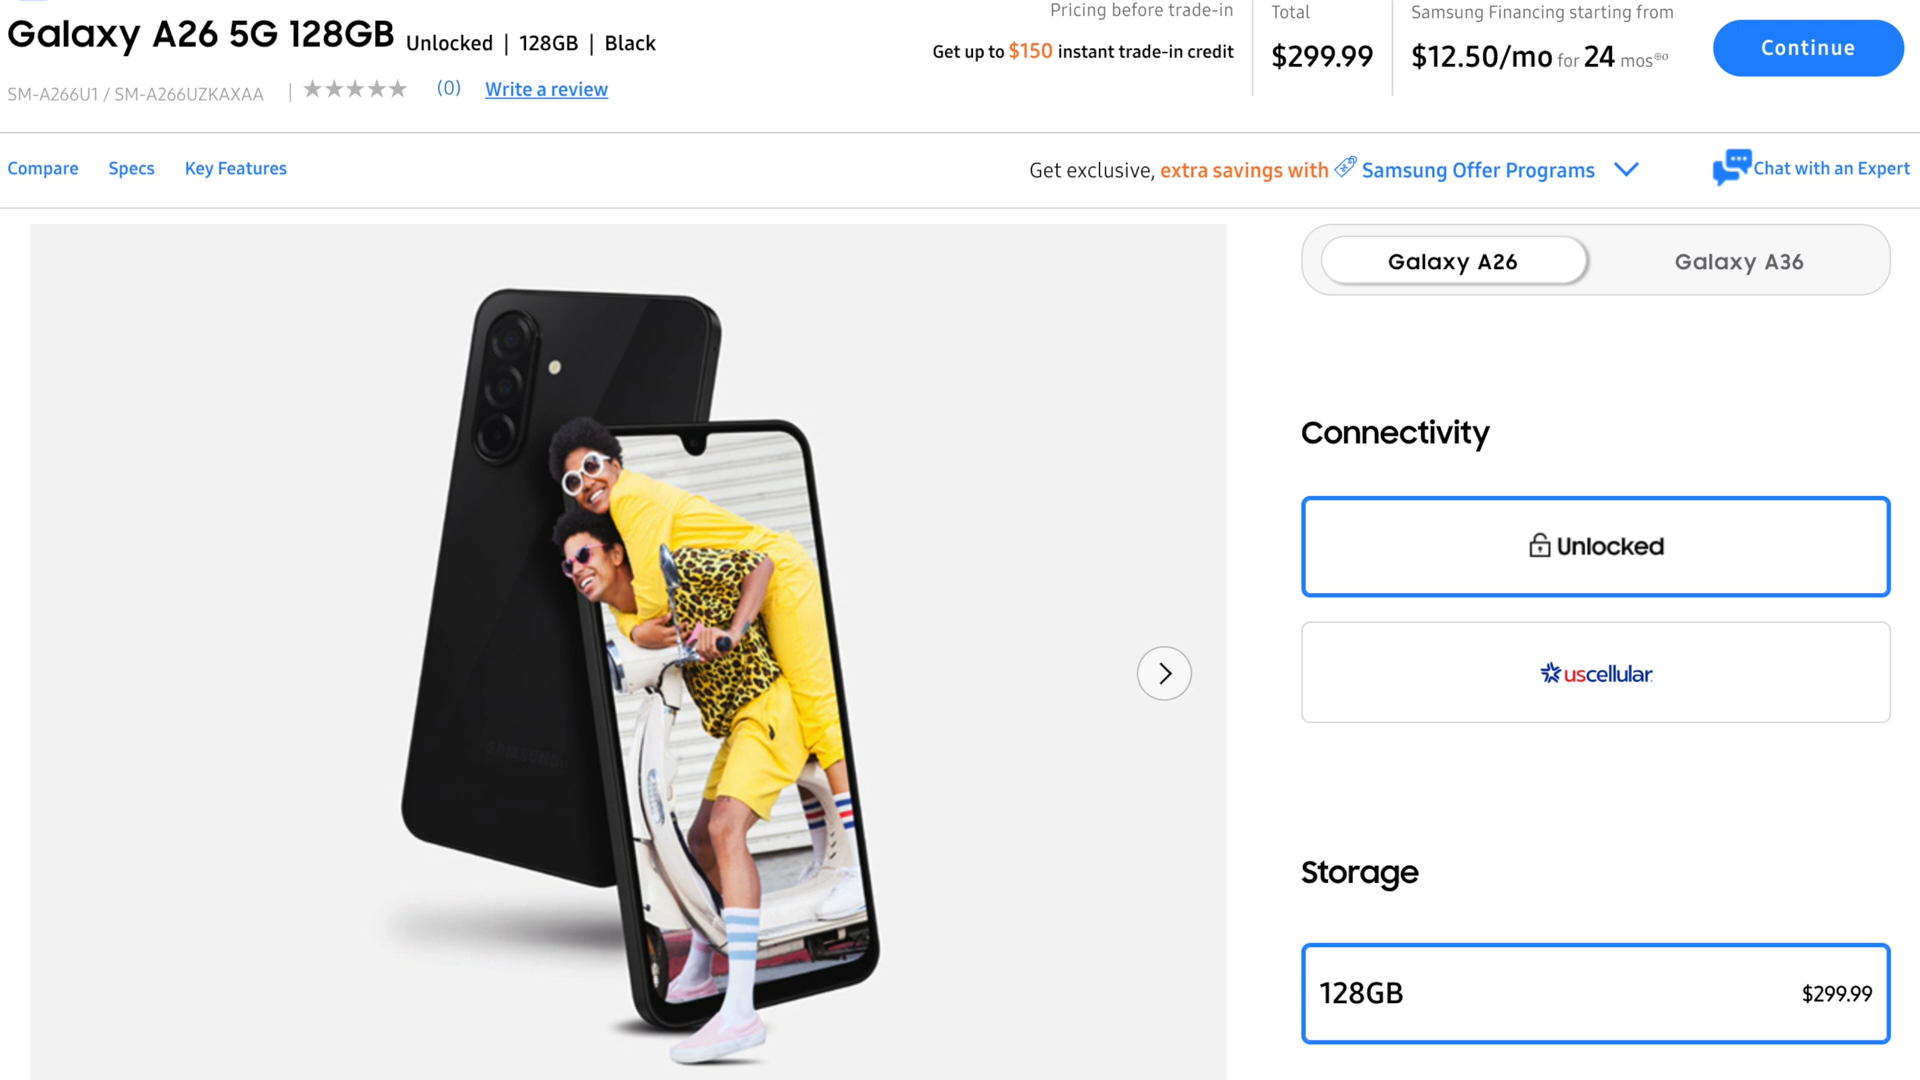 Galaxy A26 5G 128GB Unlocked | 128GB | Black
SM-A266U1 / SM-A266UZKAXAA | ★★★★★ (0) Write a review
Pricing before trade-in
Get up to $150 instant trade-in credit
Total
$299.99
Samsung Financing starting from
$12.50/mo for 24 mos
Continue
Compare Specs Key Features
Get exclusive, extra savings with Samsung Offer Programs
Chat with an Expert
Galaxy A26 Galaxy A36
SAMSUNG
Connectivity
Unlocked
uscellular
Storage
128GB $299.99